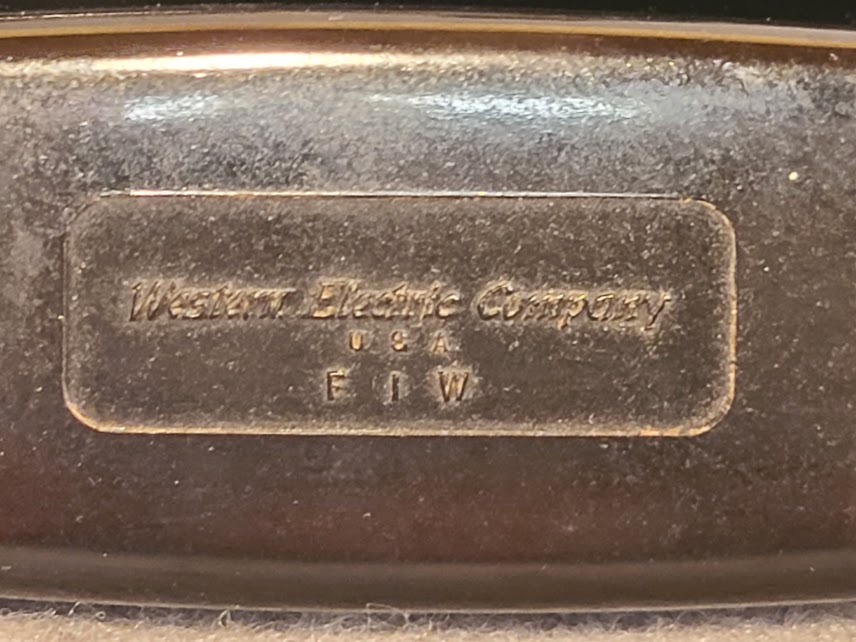 Western Electric Company
U S A
F 1 W